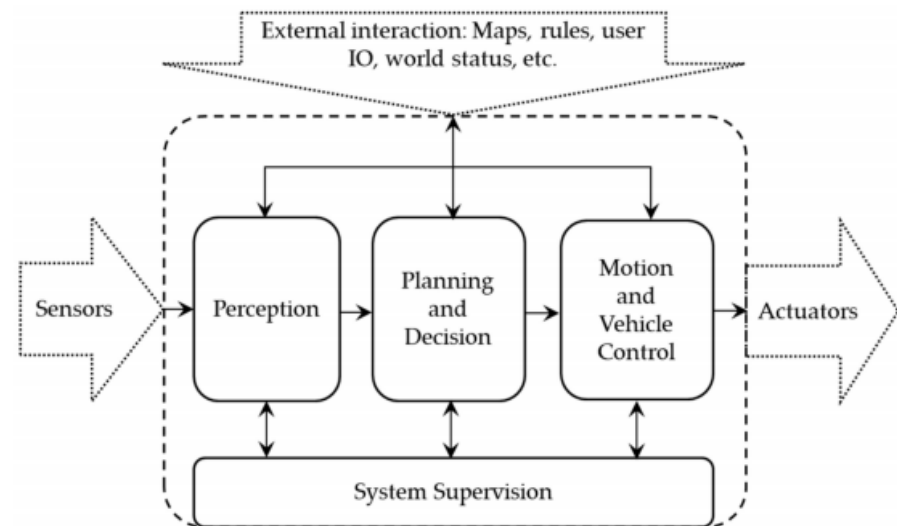 External interaction: Maps, rules, user
IO, world status, etc.
Sensors
Perception
Planning
and
Decision
Motion
and
Vehicle
Control
Actuators
System Supervision